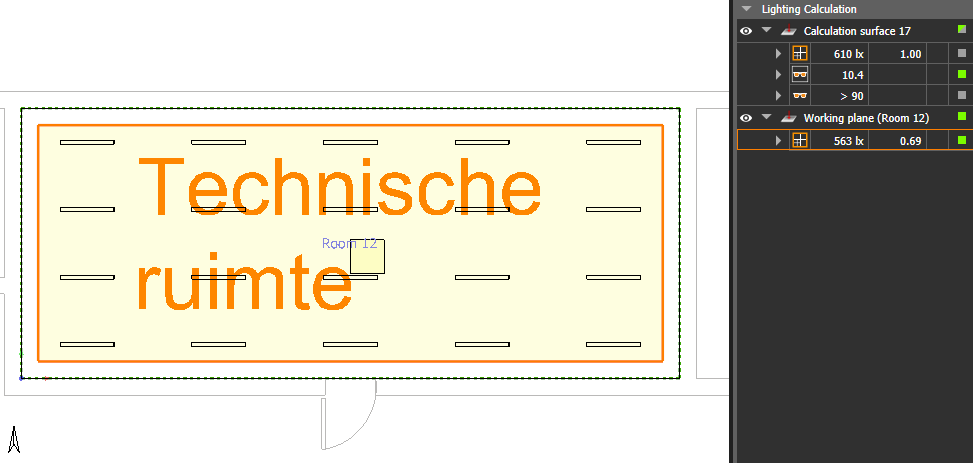 Lighting Calculation
Calculation surface 17
610 lx 1.00
10.4
> 90
Working plane (Room 12)
563 lx 0.69
Technische
Room 12
ruimte